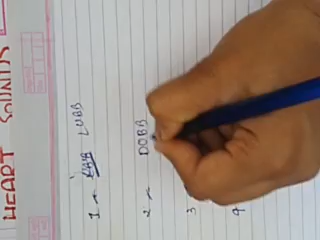 HEART SOUNDS
1 – LUBB
2 – DOBB
3
4